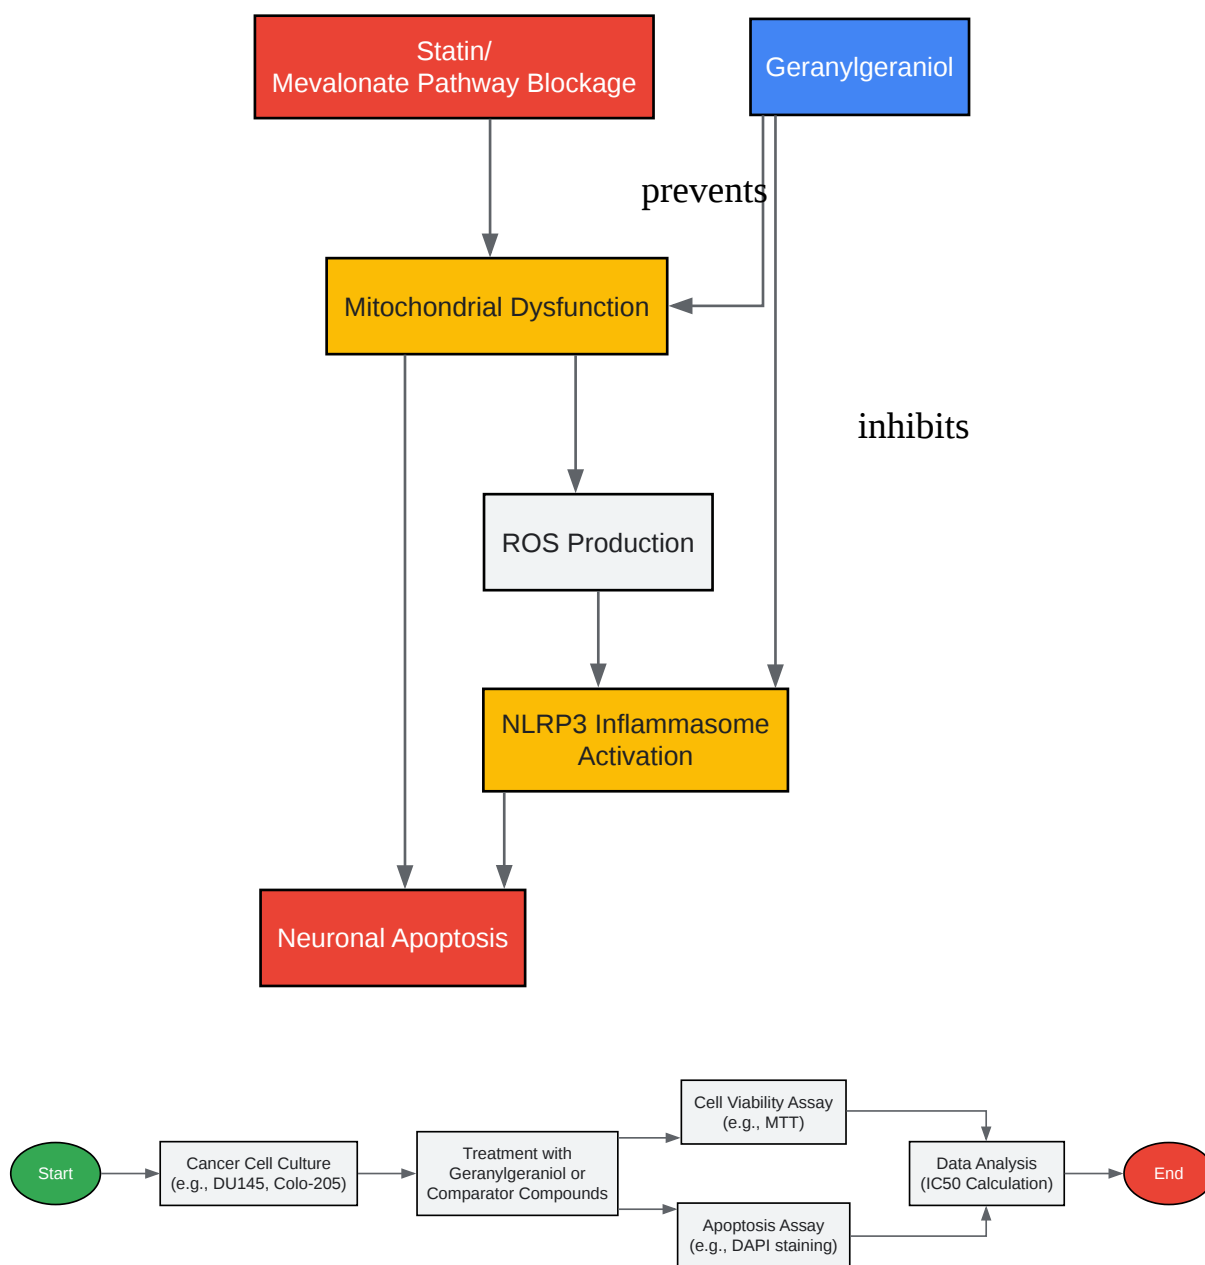 Statin/
Mevalonate Pathway Blockage
Geranylgeraniol
prevents
Mitochondrial Dysfunction
inhibits
ROS Production
NLRP3 Inflammasome
Activation
Neuronal Apoptosis
Start
Cancer Cell Culture
(e.g., DU145, Colo-205)
Treatment with
Geranylgeraniol or
Comparator Compounds
Cell Viability Assay
(e.g., MTT)
Apoptosis Assay
(e.g., DAPI staining)
Data Analysis
(IC50 Calculation)
End